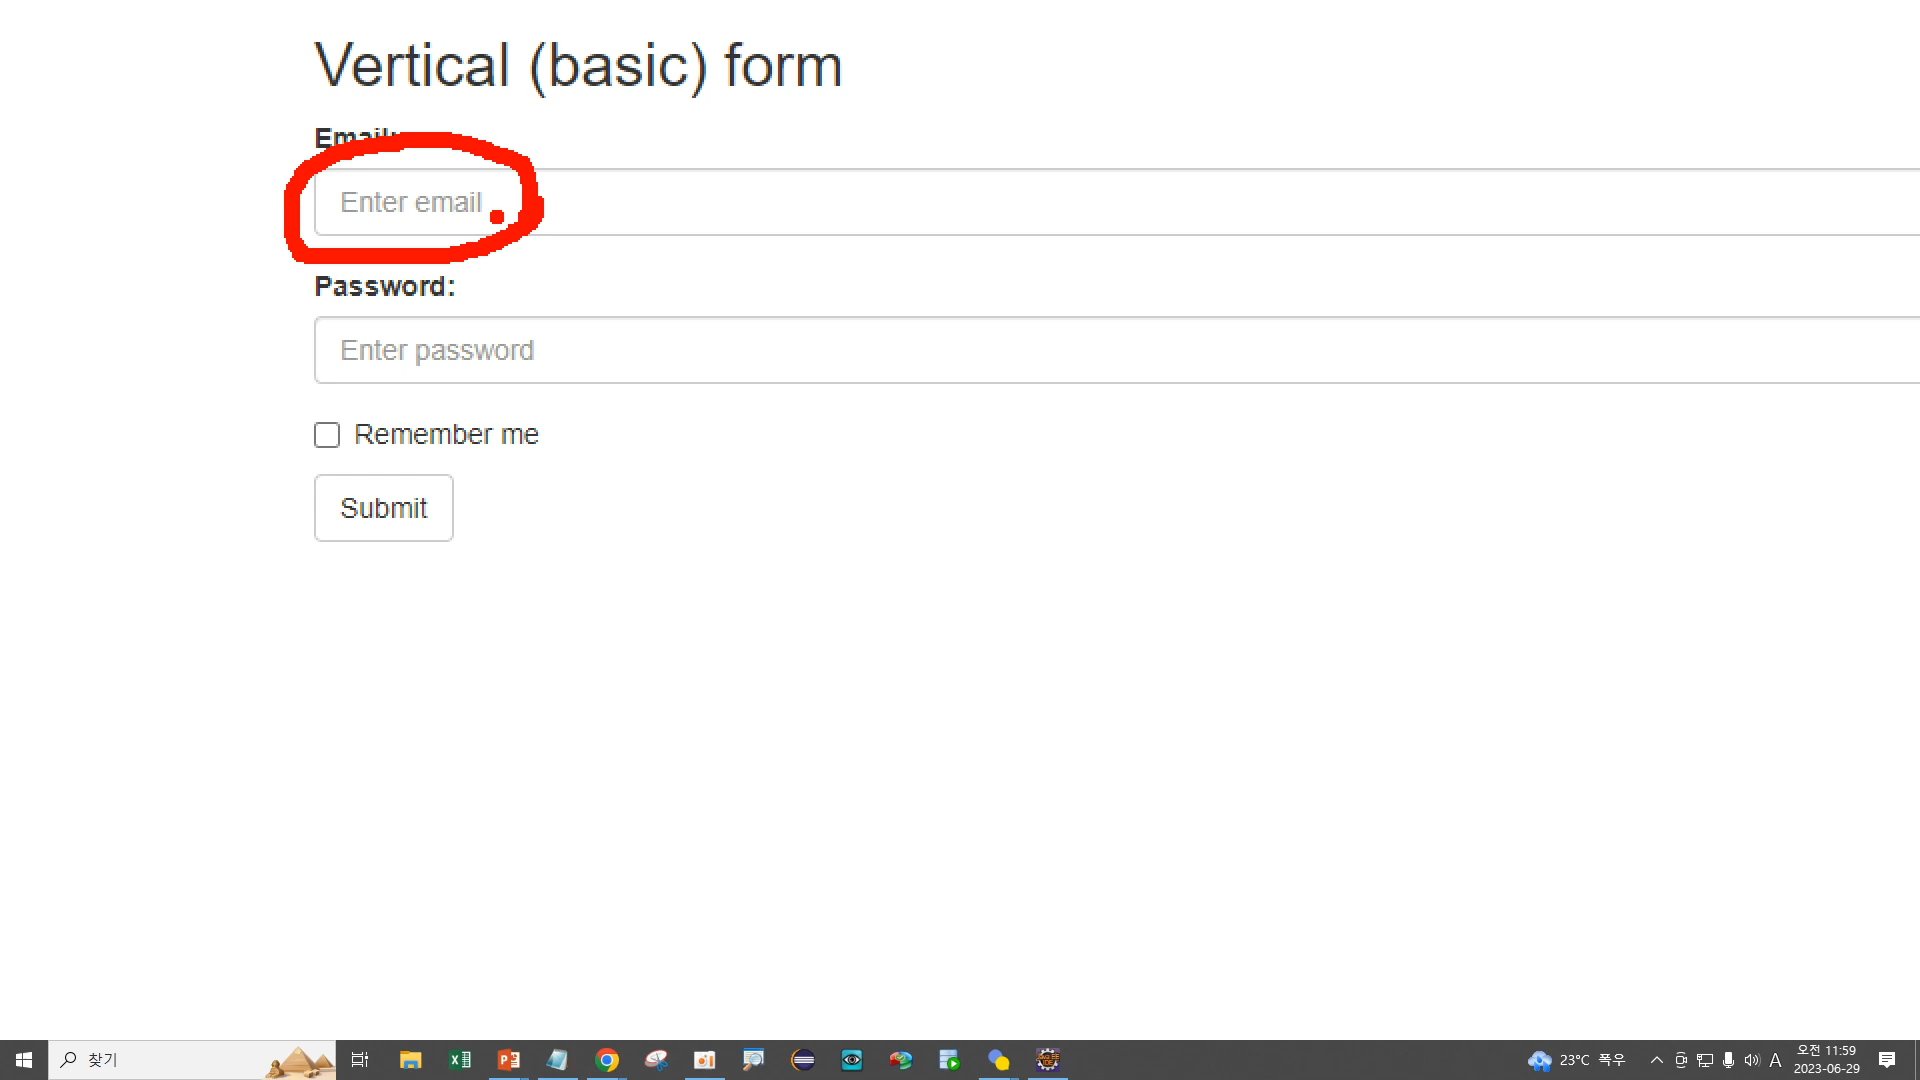 Vertical (basic) form
Email:
Enter email
Password:
Enter password
Remember me
Submit
찾기
23°C 폭우
A
오전 11:59
2023-06-29